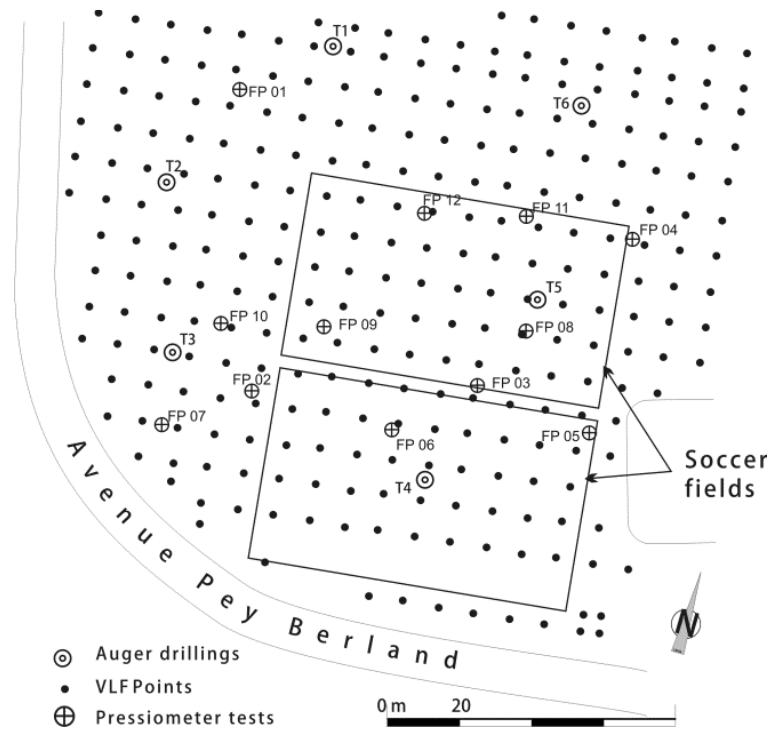 T1
FP 01
T6
T2
FP 12
FP 11
FP 04
T5
FP 10
FP 09
FP 08
T3
FP 02
FP 03
FP 07
FP 06
FP 05
T4
Soccer
fields
Avenue Pey Berland
N
Auger drillings
VLF Points
Pressiometer tests
0 m 20